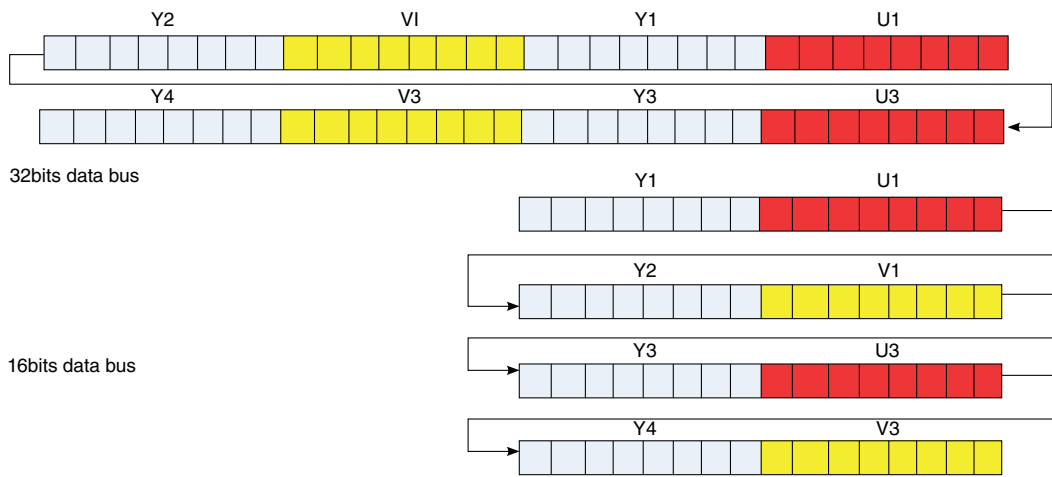 Y2 VI Y1 U1
Y4 V3 Y3 U3
32bits data bus
Y1 U1
Y2 V1
Y3 U3
16bits data bus
Y4 V3